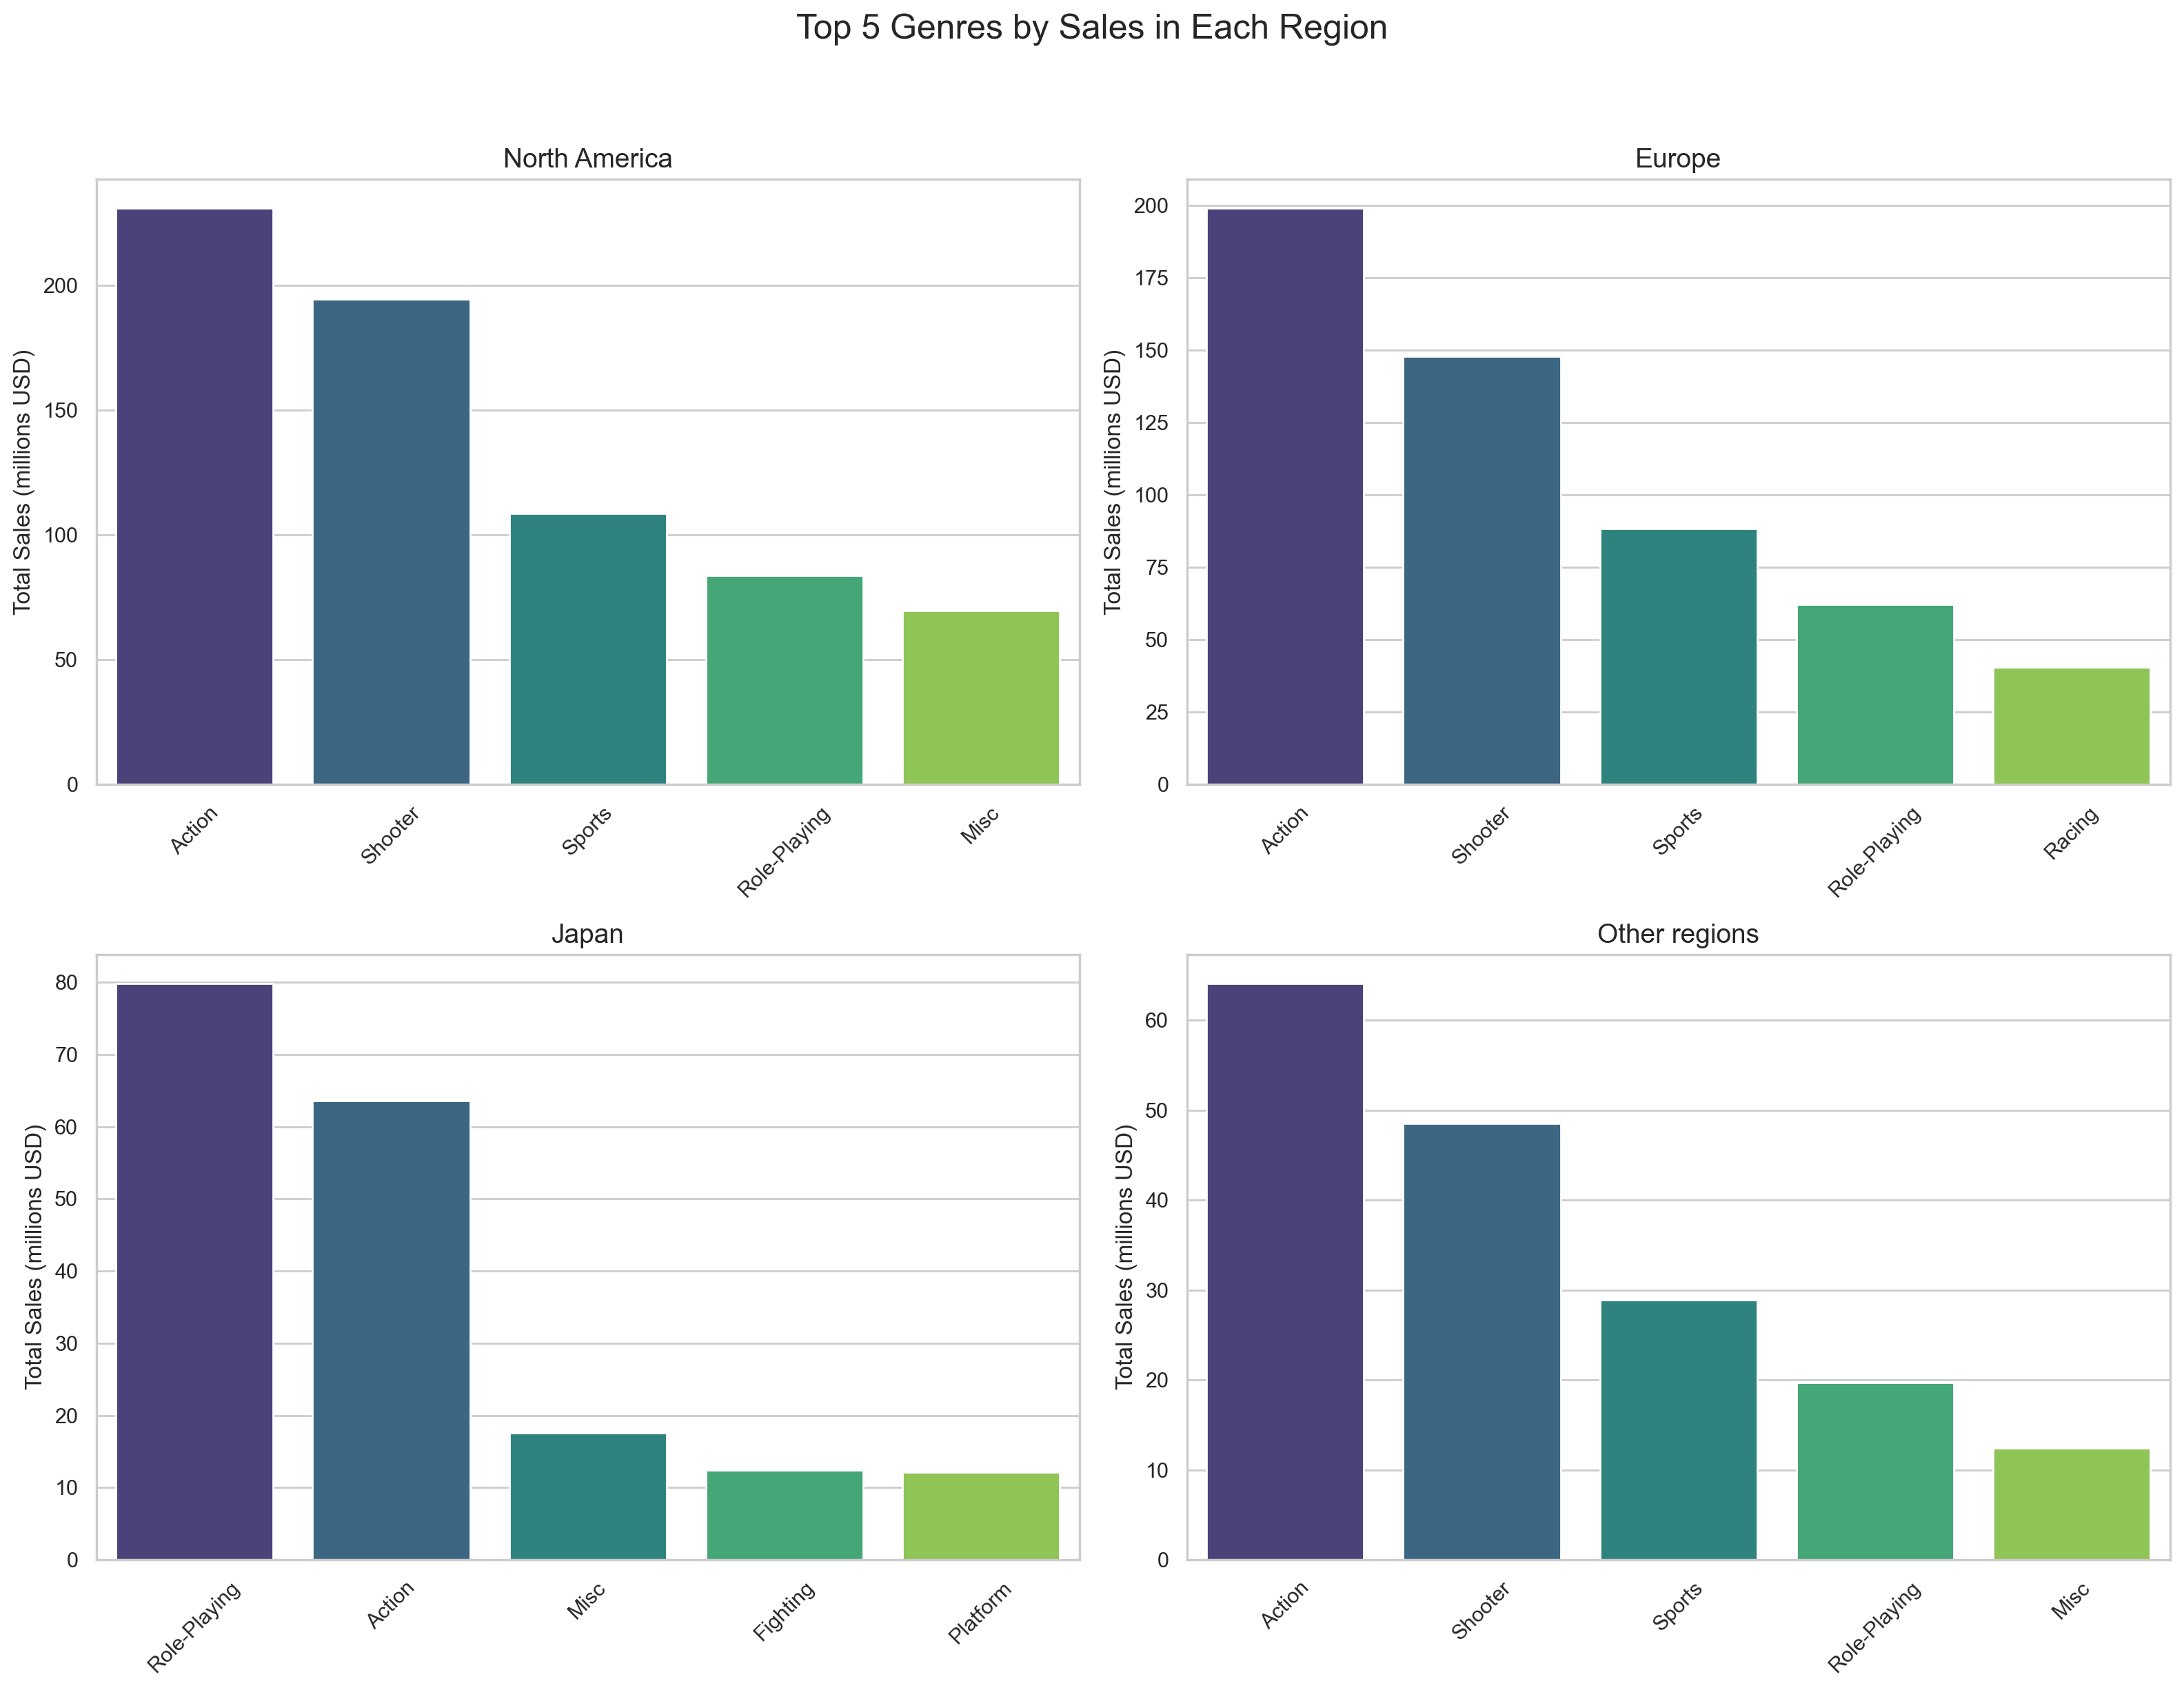 Top 5 Genres by Sales in Each Region
North America
Total Sales (millions USD)
200
150
100
50
0
Action
Shooter
Sports
Role-Playing
Misc
Europe
Total Sales (millions USD)
200
175
150
125
100
75
50
25
0
Action
Shooter
Sports
Role-Playing
Racing
Japan
Total Sales (millions USD)
80
70
60
50
40
30
20
10
0
Role-Playing
Action
Misc
Fighting
Platform
Other regions
Total Sales (millions USD)
60
50
40
30
20
10
0
Action
Shooter
Sports
Role-Playing
Misc